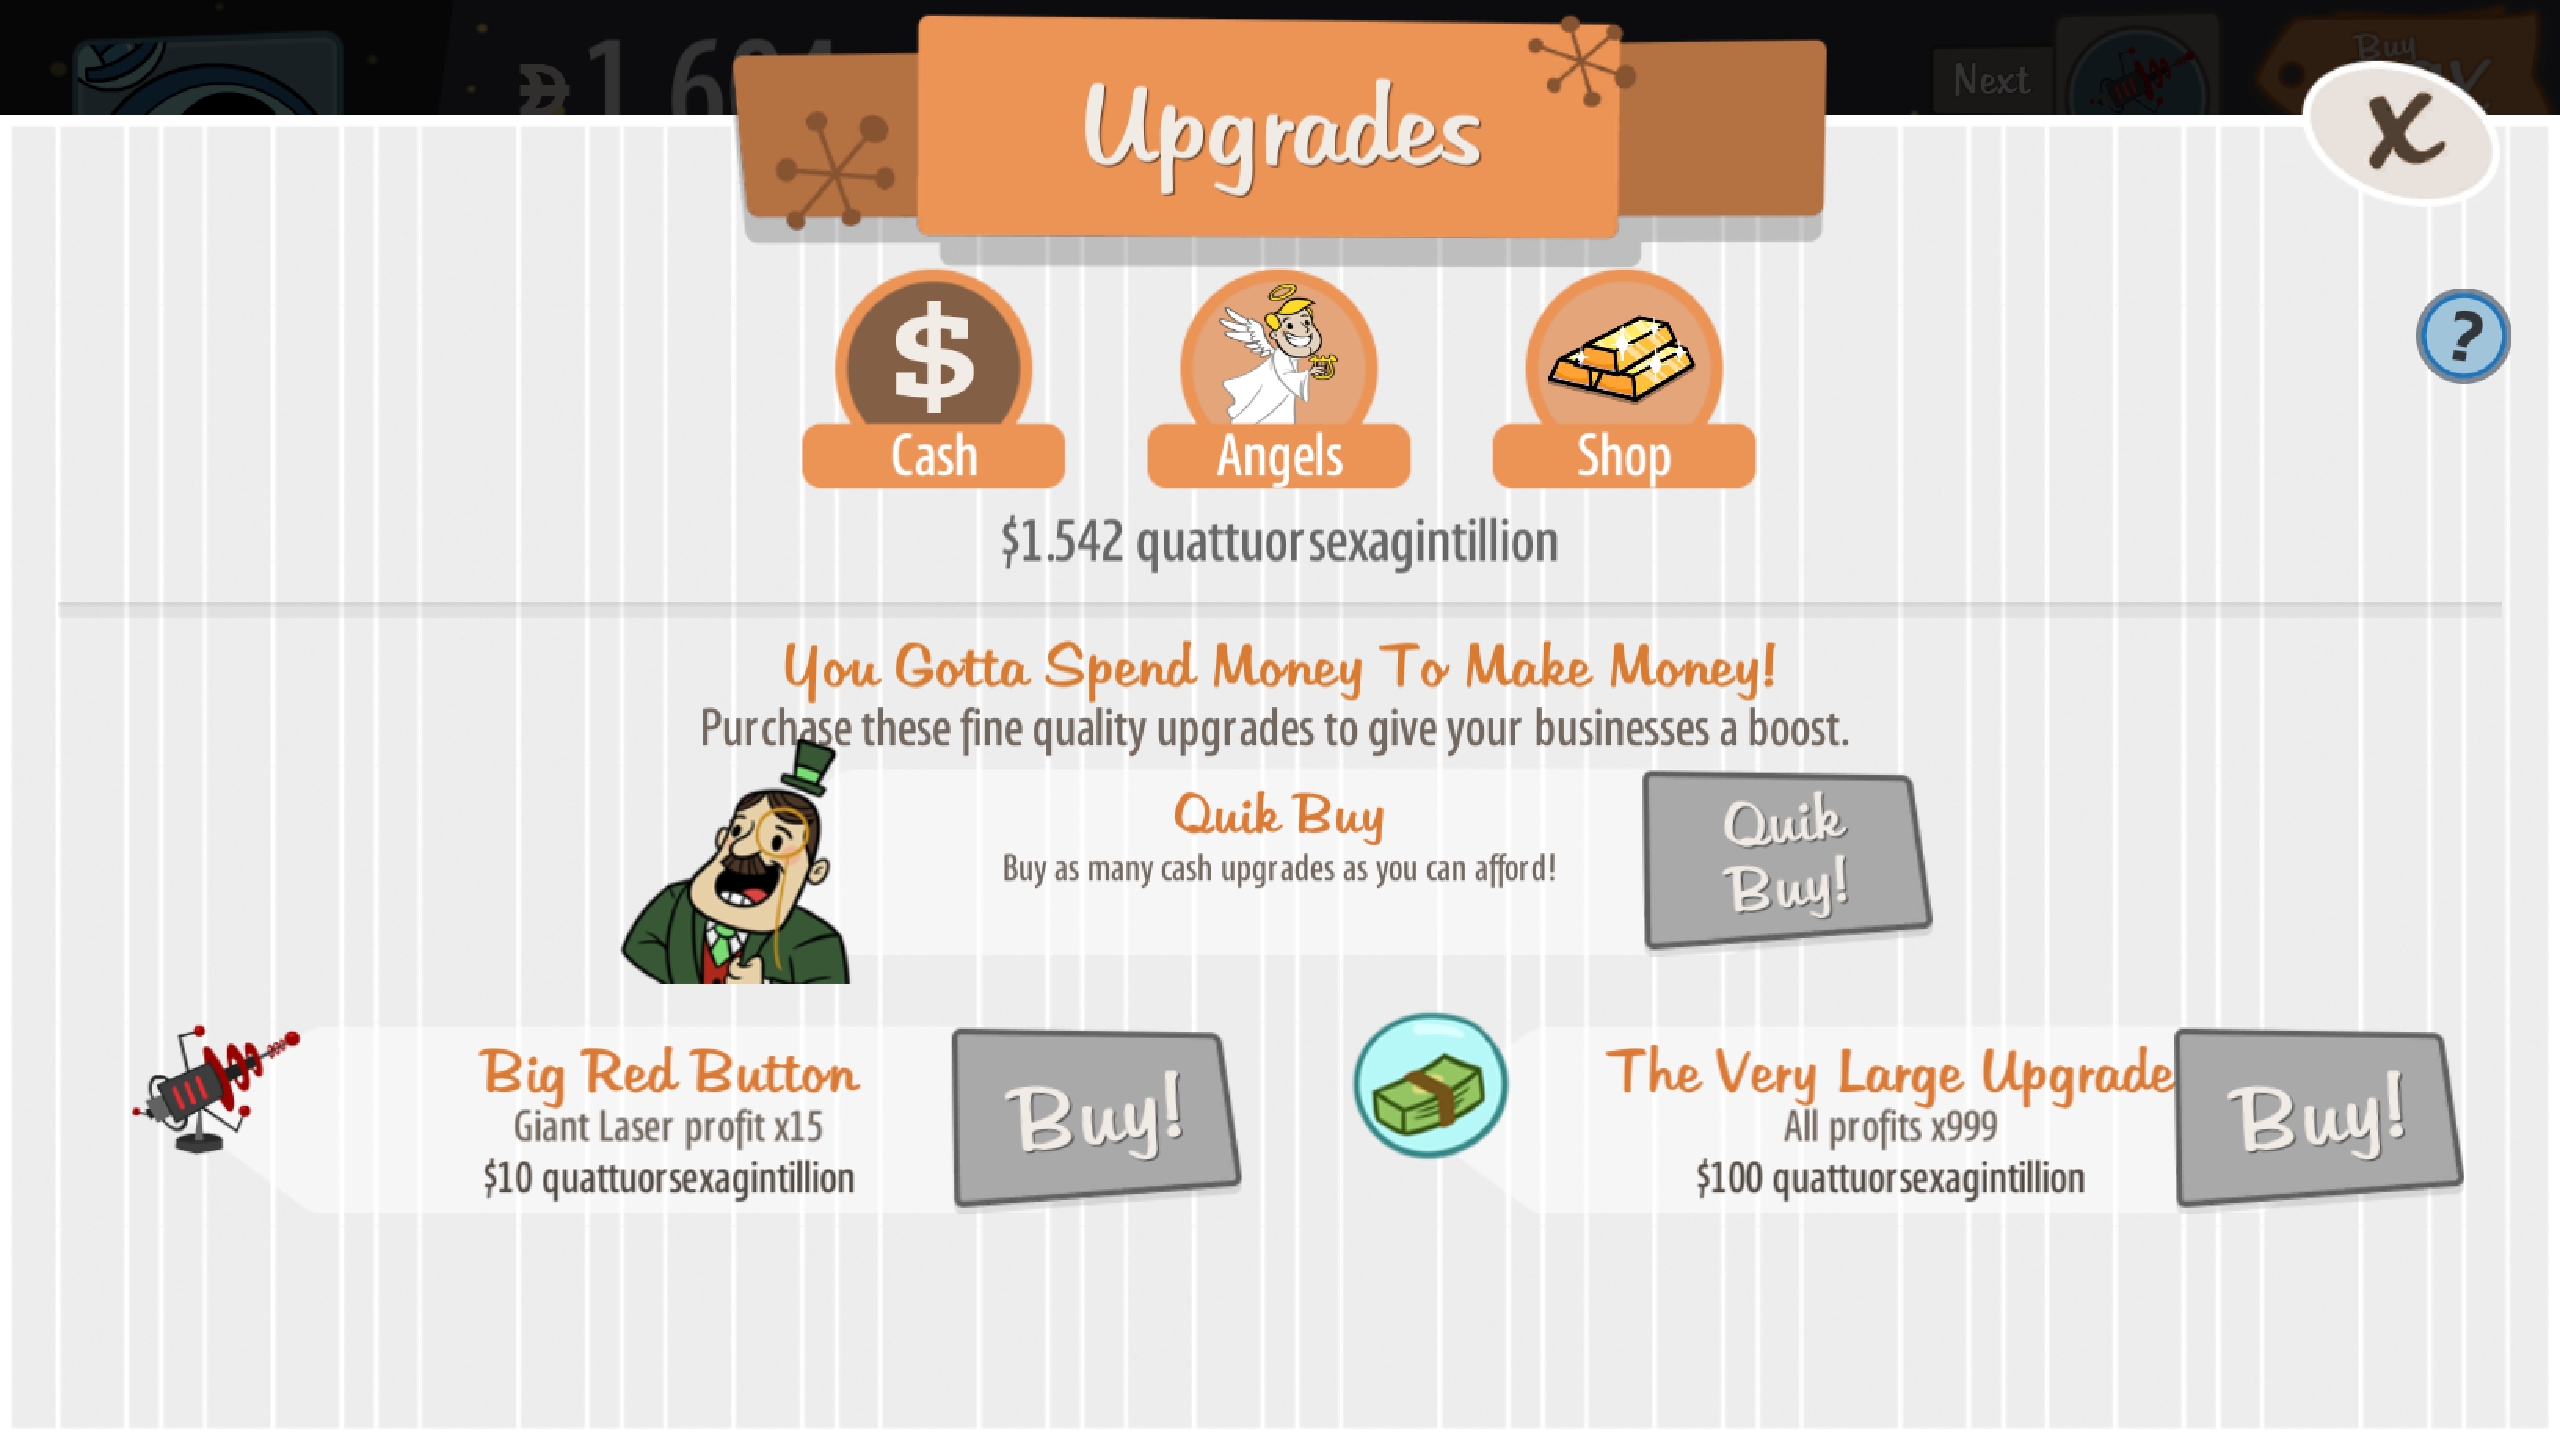 Next
Buy
Upgrades
X
$
?
Cash
Angels
Shop
$1.542 quattuorsexagintillion
You Gotta Spend Money To Make Money!
Purchase these fine quality upgrades to give your businesses a boost.
Quik Buy
Buy as many cash upgrades as you can afford!
Quik
Buy!
Big Red Button
Giant Laser profit x15
$10 quattuorsexagintillion
Buy!
The Very Large Upgrade
All profits x999
$100 quattuorsexagintillion
Buy!